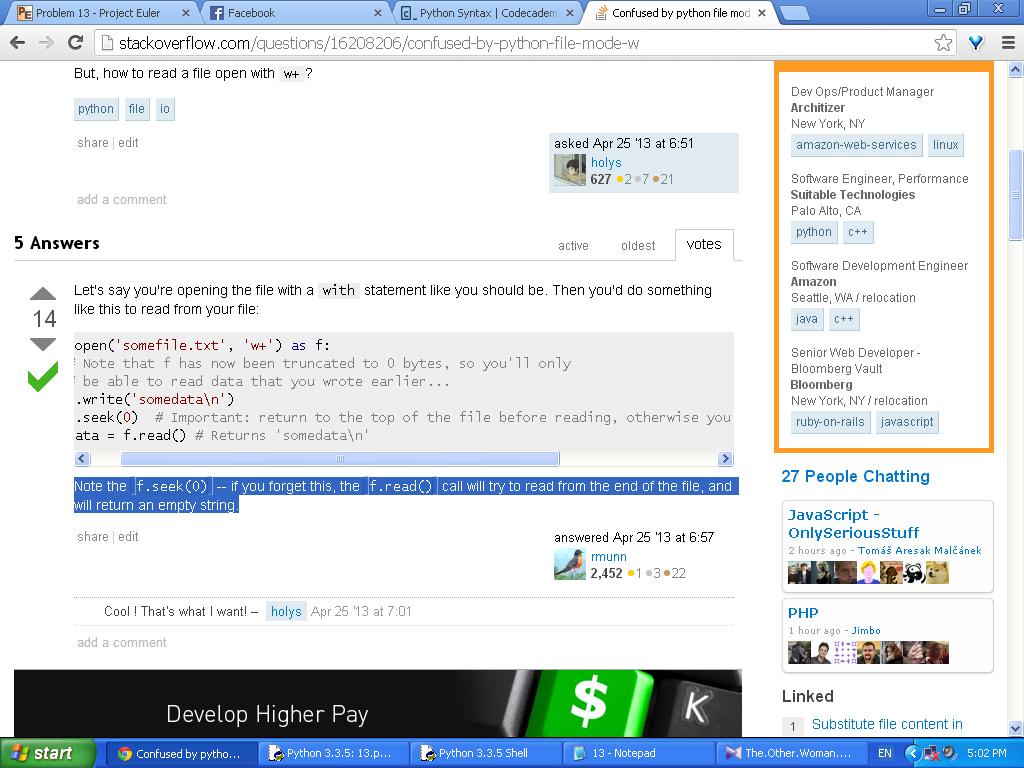 Problem 13 - Project Euler
Facebook
Python Syntax | Codecadem
Confused by python file mod
stackoverflow.com/questions/16208206/confused-by-python-file-mode-w
But, how to read a file open with w+ ?
python file io
share | edit
asked Apr 25 '13 at 6:51
holys
627 2 7 21
add a comment
5 Answers
active oldest votes
14
Let's say you're opening the file with a with statement like you should be. Then you'd do something
like this to read from your file:
open('somefile.txt', 'w+') as f:
# Note that f has now been truncated to 0 bytes, so you'll only
# be able to read data that you wrote earlier...
.write('somedata\n')
.seek(0)  # Important: return to the top of the file before reading, otherwise you
ata = f.read() # Returns 'somedata\n'
Note the f.seek(0) -- if you forget this, the f.read() call will try to read from the end of the file, and
will return an empty string.
share | edit
answered Apr 25 '13 at 6:57
rmunn
2,452 1 3 22
Cool ! That's what I want! – holys Apr 25 '13 at 7:01
add a comment
Develop Higher Pay
$
K
Dev Ops/Product Manager
Architizer
New York, NY
amazon-web-services linux
Software Engineer, Performance
Suitable Technologies
Palo Alto, CA
python c++
Software Development Engineer
Amazon
Seattle, WA / relocation
java c++
Senior Web Developer -
Bloomberg Vault
Bloomberg
New York, NY / relocation
ruby-on-rails javascript
27 People Chatting
JavaScript -
OnlySeriousStuff
2 hours ago - Tomáš Aresak Malčánek
PHP
1 hour ago - Jimbo
Linked
1 Substitute file content in
start
Confused by pytho...
Python 3.3.5: 13.p...
Python 3.3.5 Shell
13 - Notepad
The.Other.Woman....
EN
5:02 PM